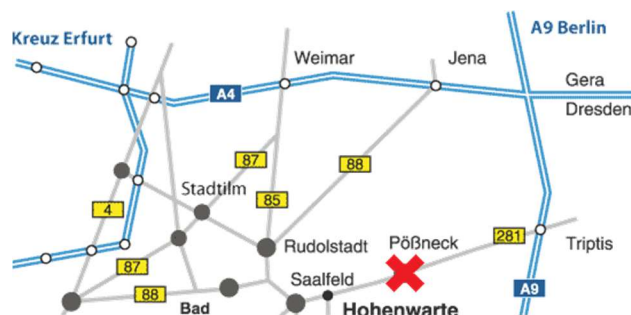 Kreuz Erfurt
A9 Berlin
Weimar
Jena
Gera
Dresden
A4
87
88
Stadtilm
4
85
Rudolstadt
Pößneck
281
Triptis
87
Saalfeld
88
Bad
Hohenwarte
A9